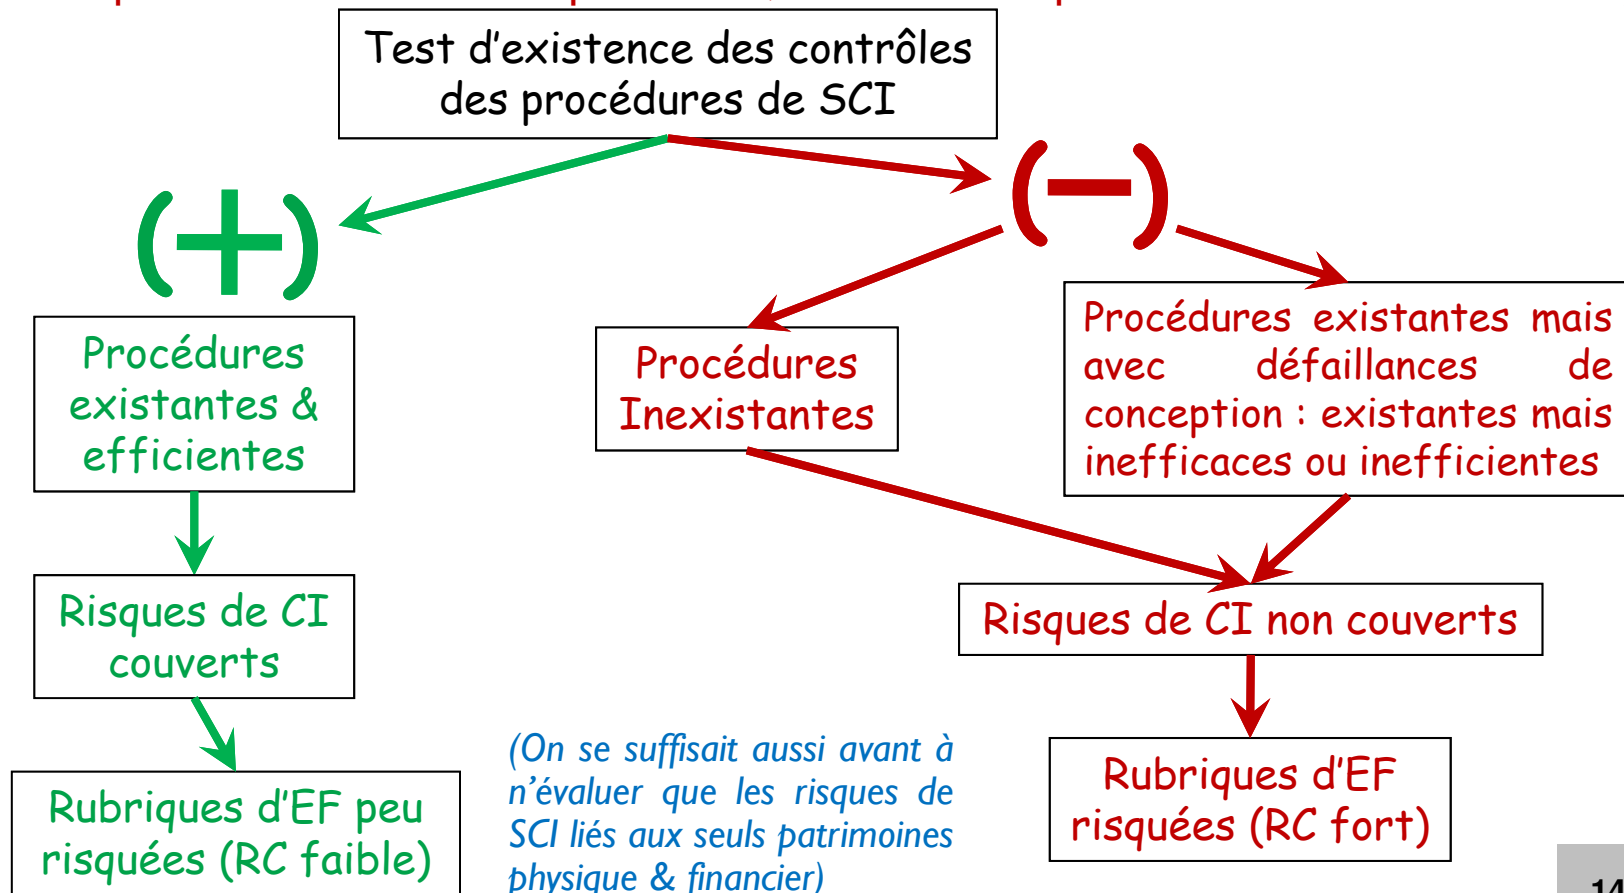 Test d'existence des contrôles
des procédures de SCI
(+)
(–)
Procédures
existantes &
efficientes
Procédures
Inexistantes
Procédures existantes mais
avec défaillances de
conception : existantes mais
inefficaces ou inefficientes
Risques de CI
couverts
Risques de CI non couverts
Rubriques d'EF peu
risquées (RC faible)
(On se suffisait aussi avant à
n'évaluer que les risques de
SCI liés aux seuls patrimoines
physique & financier)
Rubriques d'EF
risquées (RC fort)
14